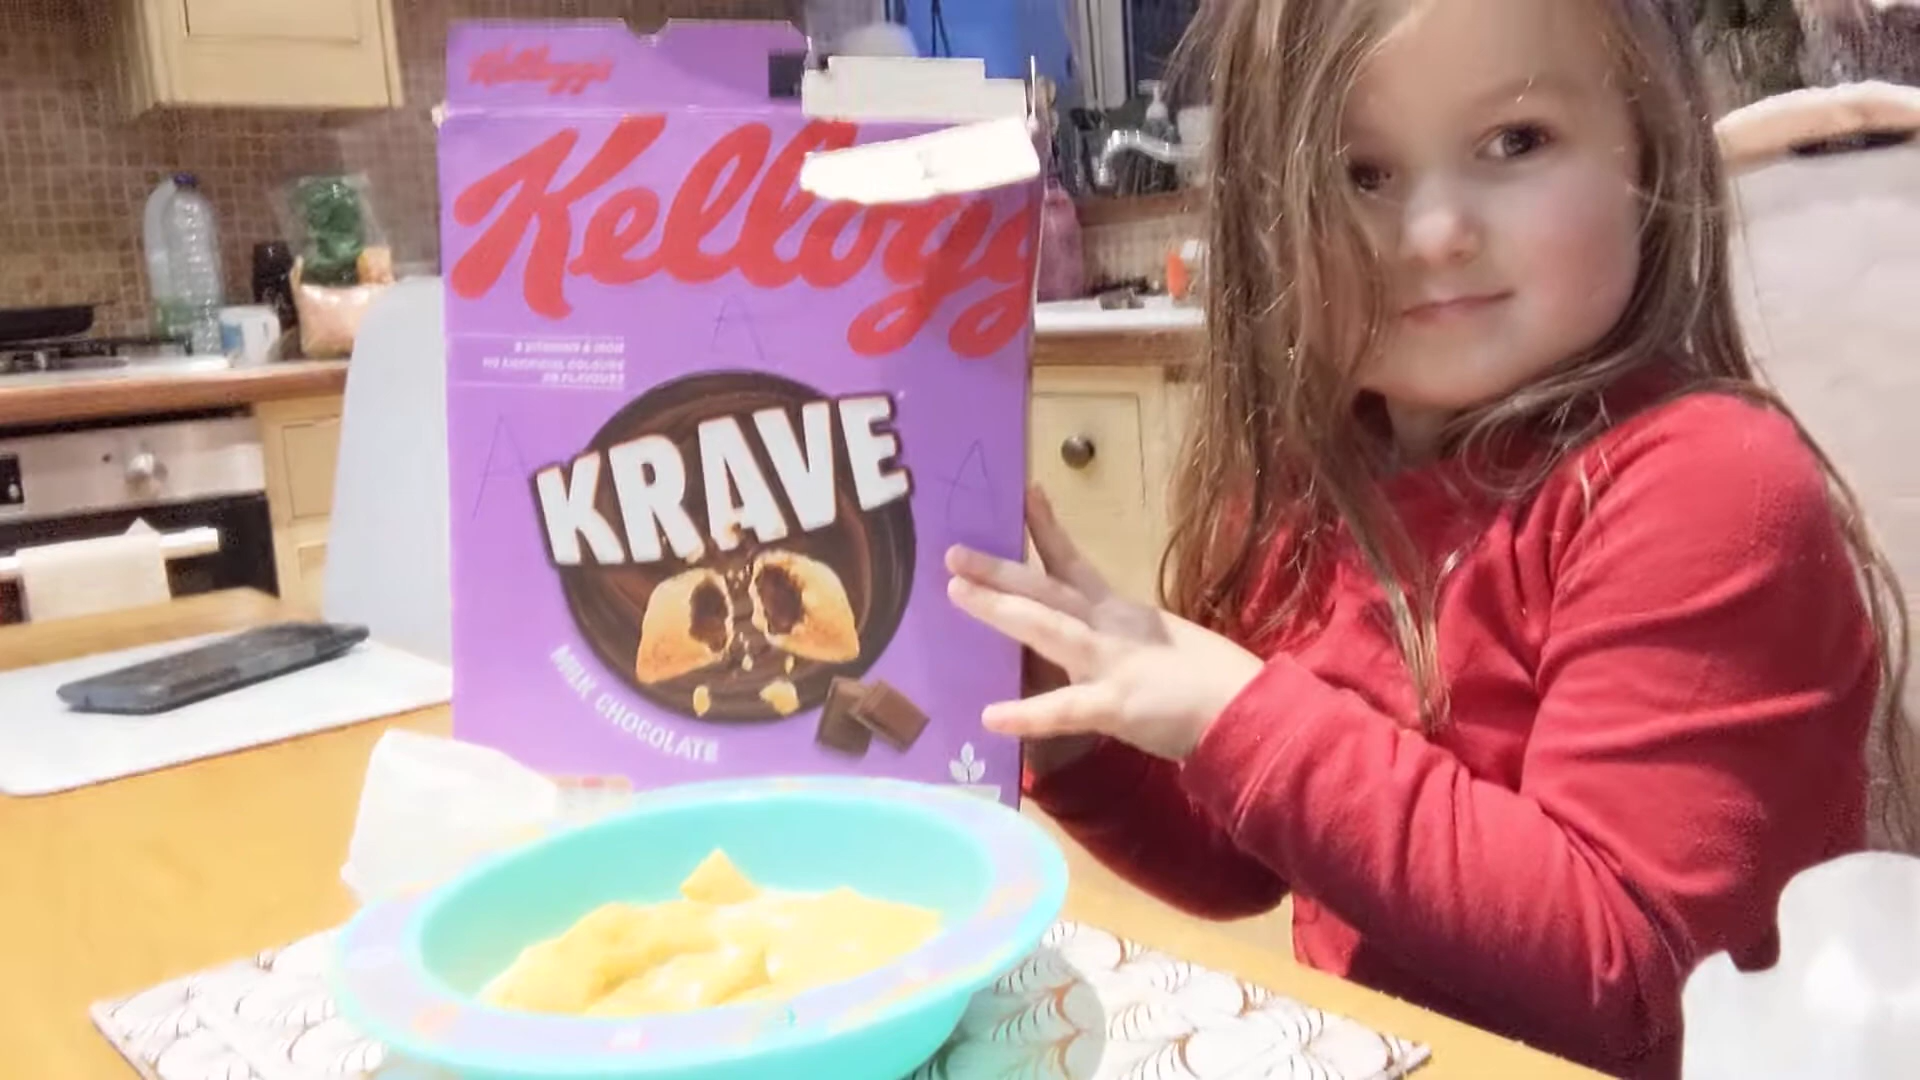 Kellogg's
Kellogg
8 VITAMINS & IRON
NO ARTIFICIAL COLOURS
OR FLAVOURS
A
KRAVE
A
A
MILK CHOCOLATE